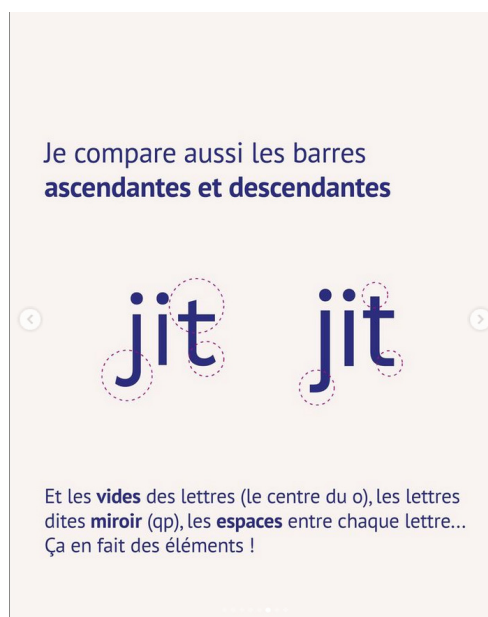 Je compare aussi les barres
ascendantes et descendantes
jit jit
Et les vides des lettres (le centre du o), les lettres
dites miroir (qp), les espaces entre chaque lettre...
Ça en fait des éléments !